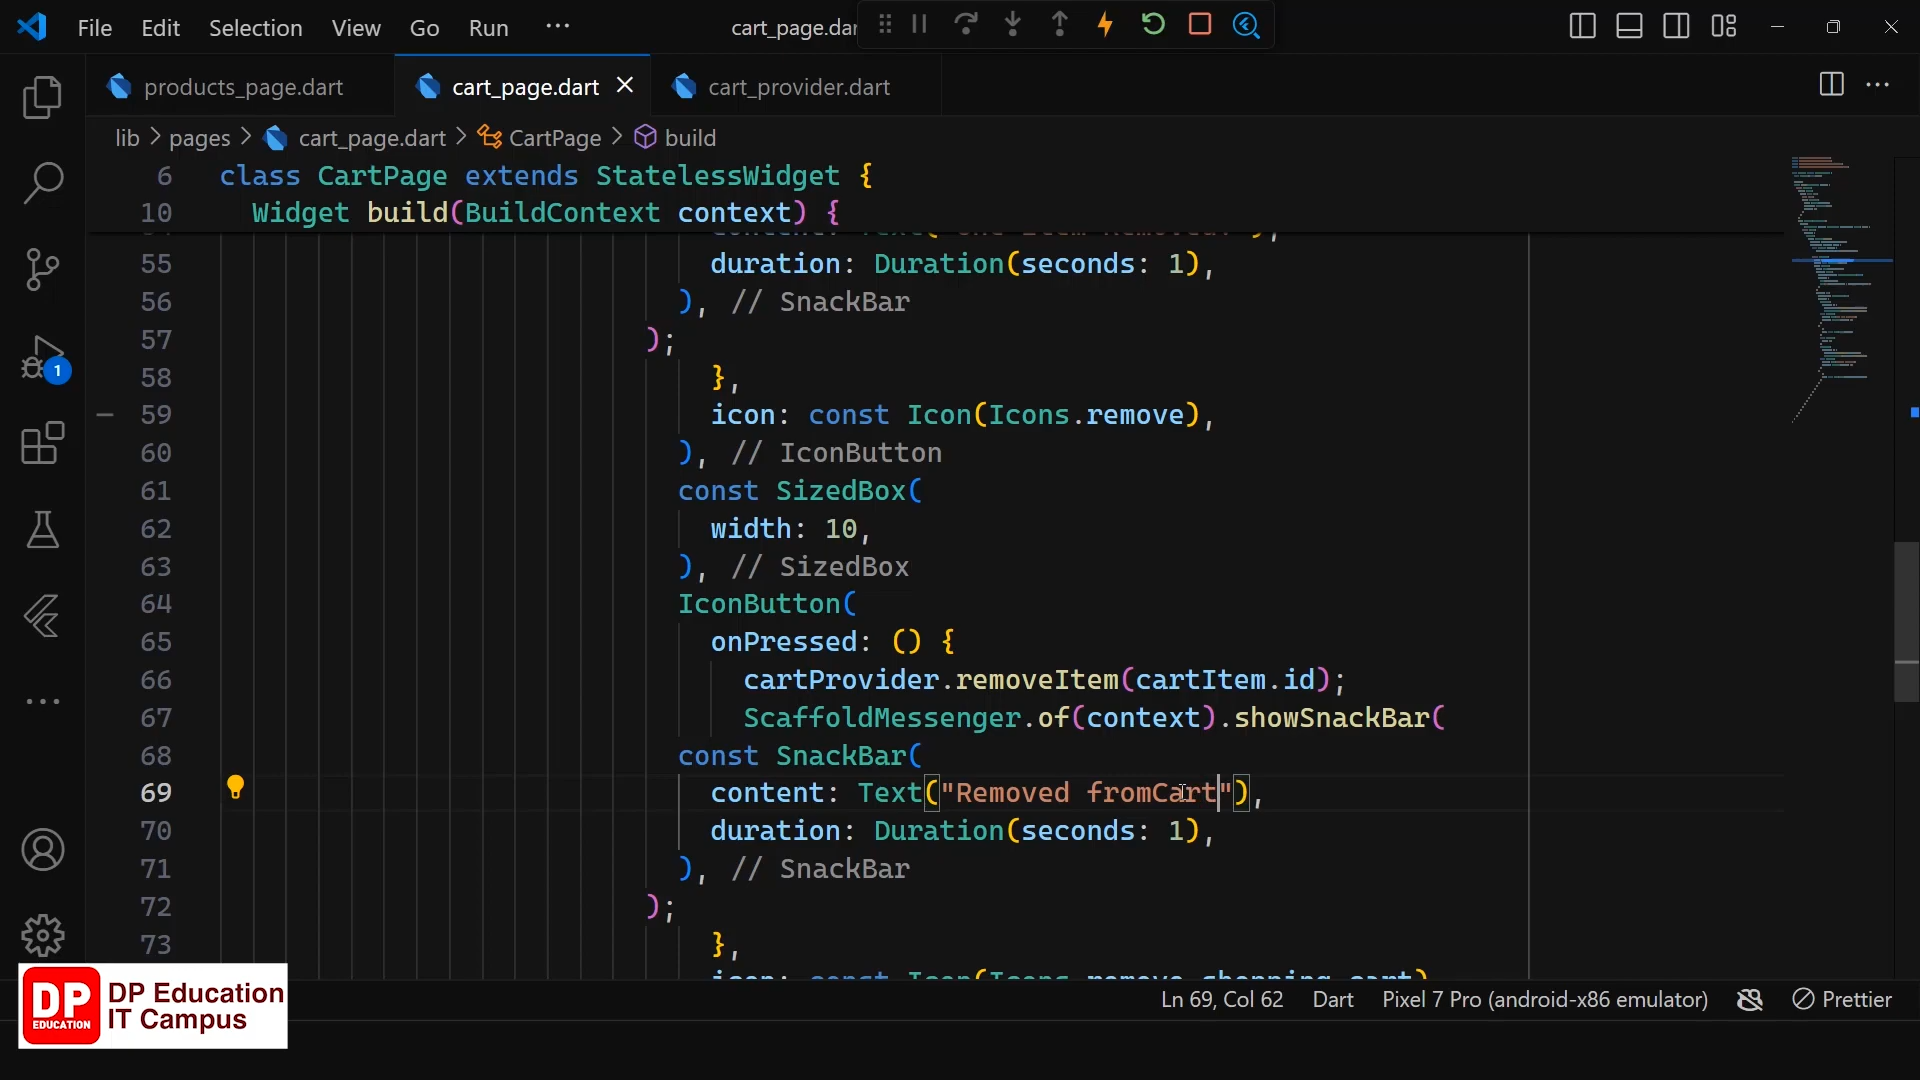 File Edit Selection View Go Run ··· cart_page.dar
products_page.dart cart_page.dart cart_provider.dart
lib > pages > cart_page.dart > CartPage > build
6 class CartPage extends StatelessWidget {
10 Widget build(BuildContext context) {
55 duration: Duration(seconds: 1),
56 ), // SnackBar
57 );
58 },
59 icon: const Icon(Icons.remove),
60 ), // IconButton
61 const SizedBox(
62 width: 10,
63 ), // SizedBox
64 IconButton(
65 onPressed: () {
66 cartProvider.removeItem(cartItem.id);
67 ScaffoldMessenger.of(context).showSnackBar(
68 const SnackBar(
69 content: Text("Removed fromCart"),
70 duration: Duration(seconds: 1),
71 ), // SnackBar
72 );
73 },
icon: const Icon(Icons.remove_shopping_cart)
1
DP EDUCATION
DP Education
IT Campus
Ln 69, Col 62 Dart Pixel 7 Pro (android-x86 emulator) Prettier